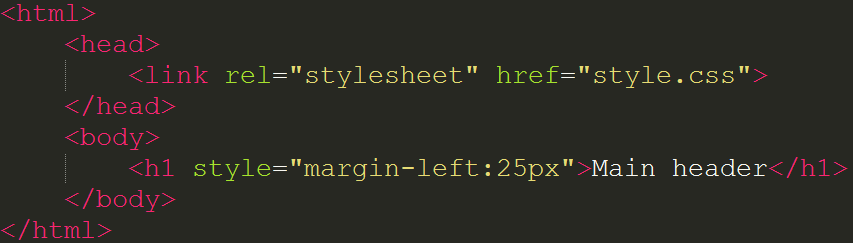 <html>
<head>
<link rel="stylesheet" href="style.css">
</head>
<body>
<h1 style="margin-left:25px">Main header</h1>
</body>
</html>